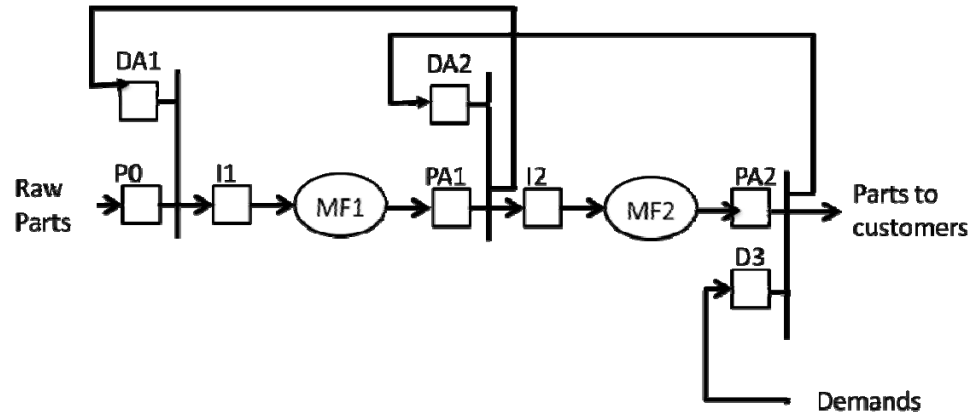 DA1
DA2
P0
I1
PA1
I2
PA2
Raw
Parts
MF1
MF2
Parts to
customers
D3
Demands